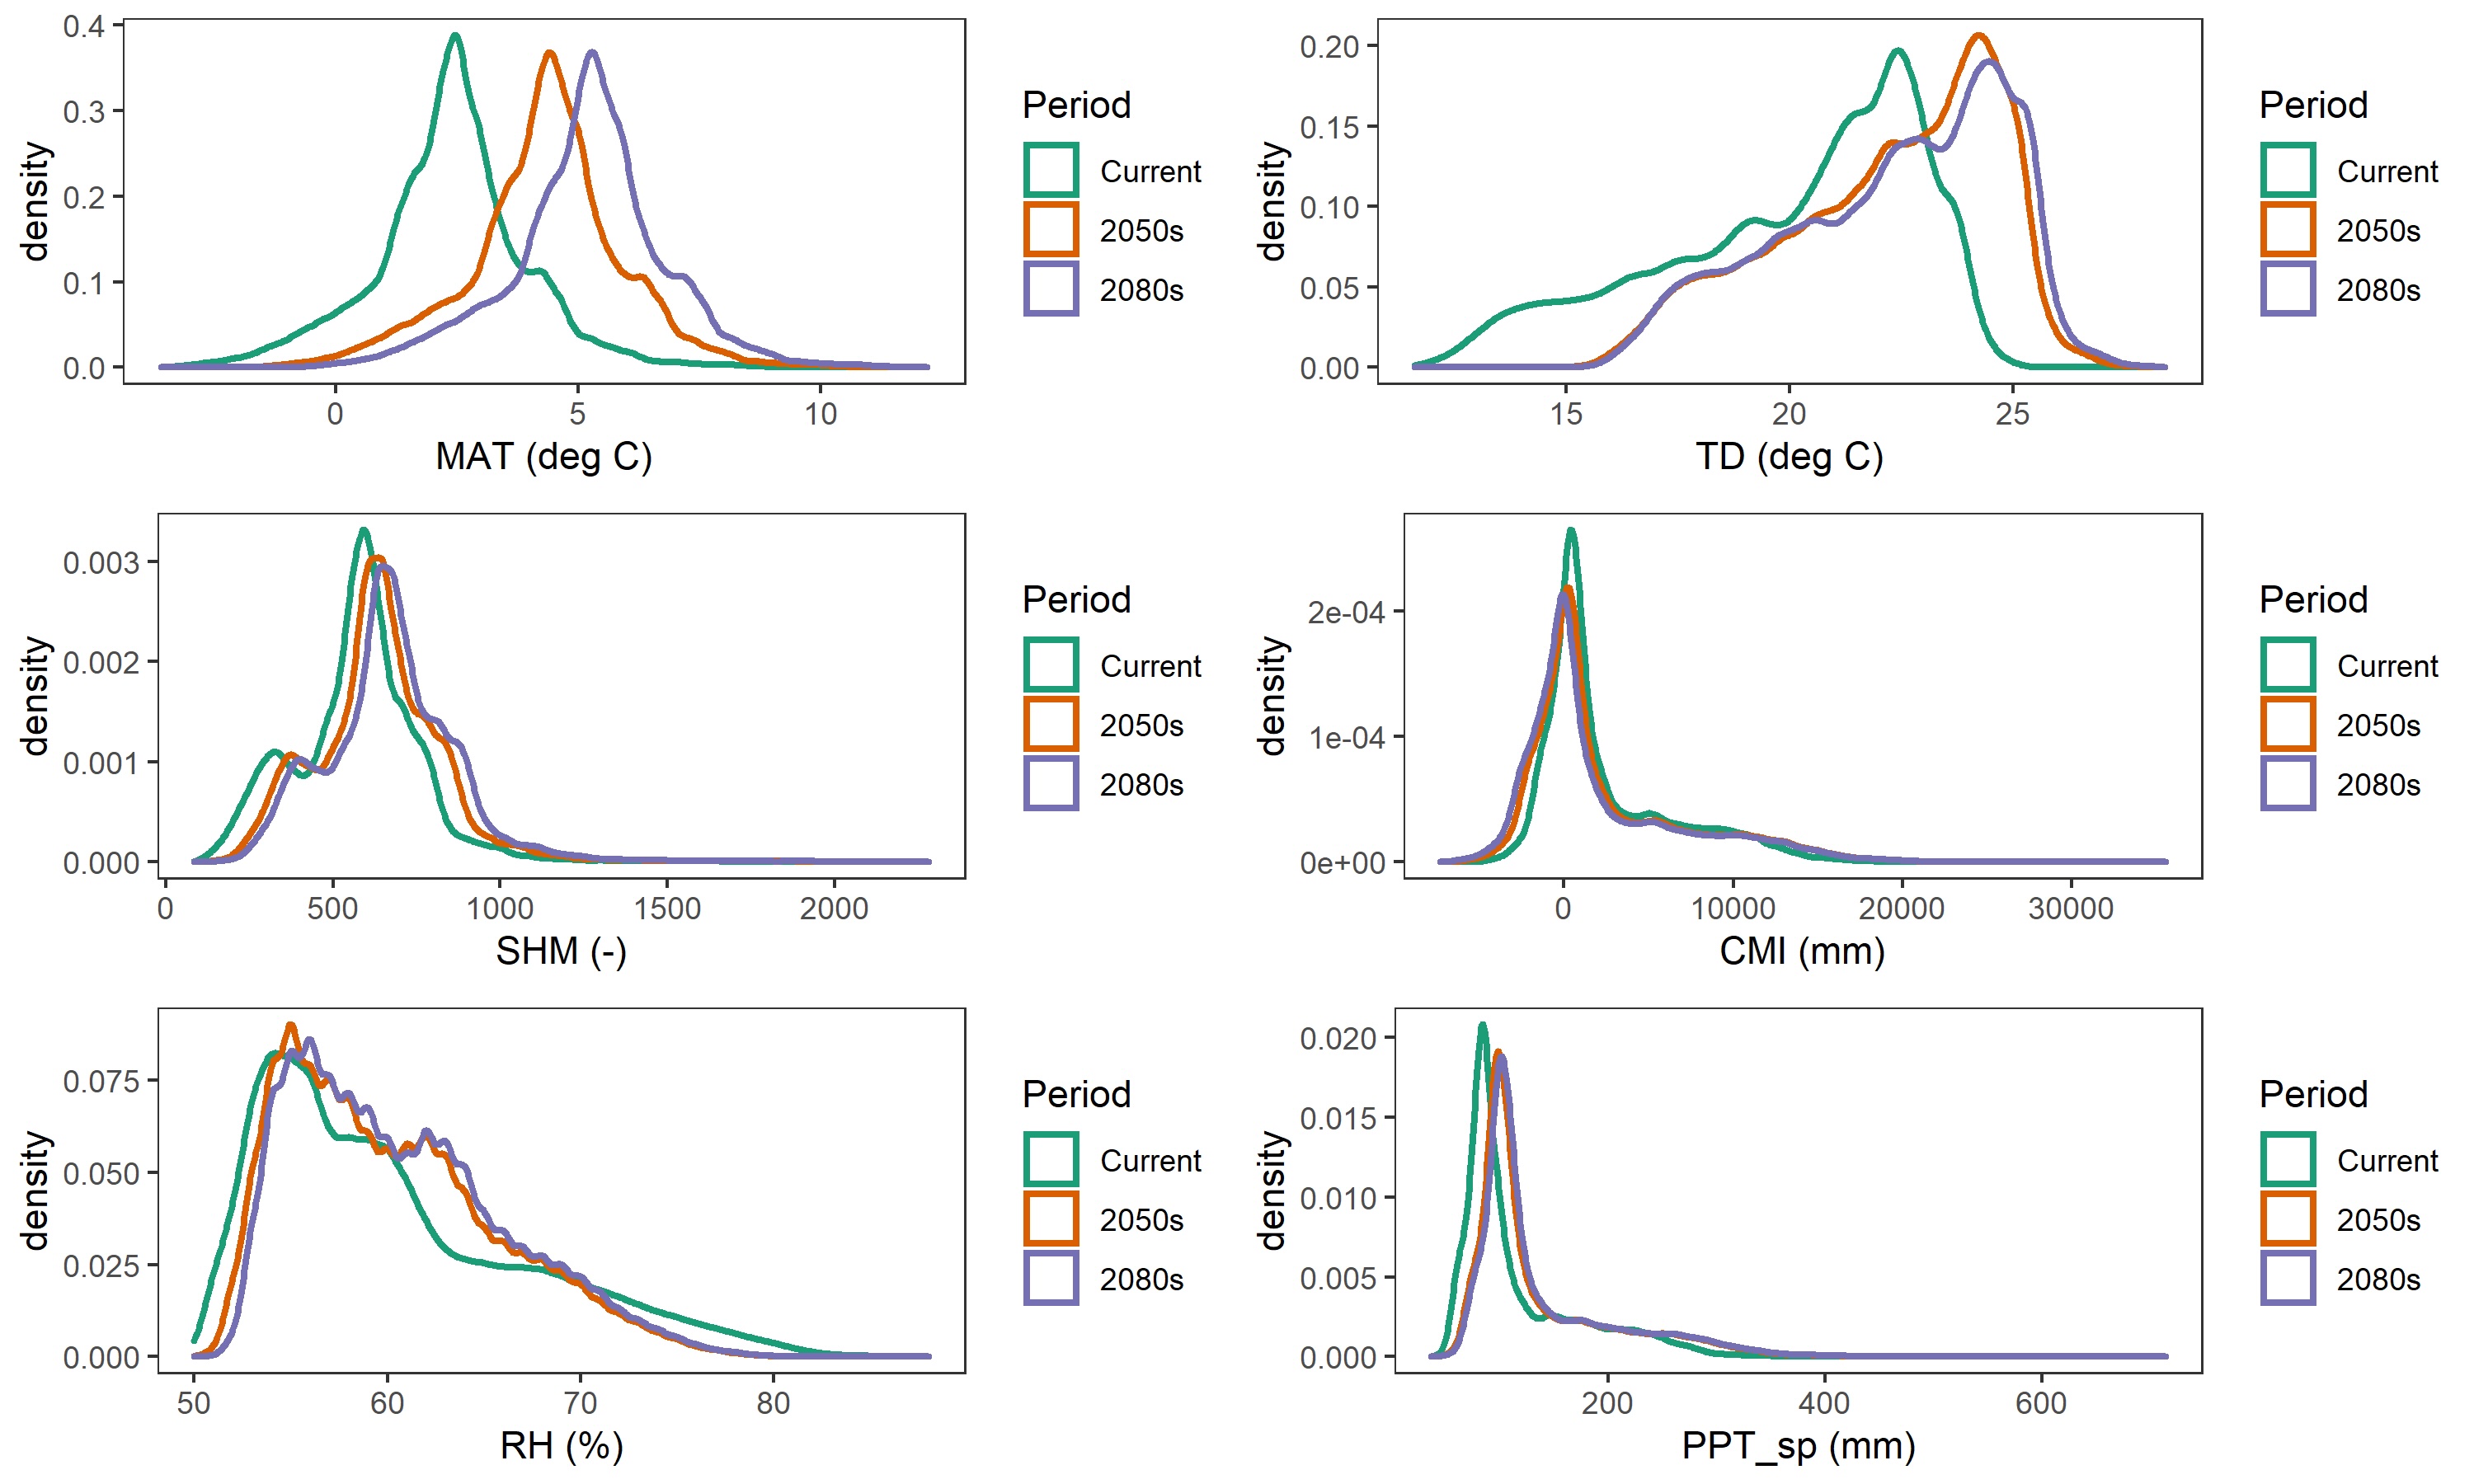 0.4
0.3
0.2
0.1
0.0
density
0 5 10
MAT (deg C)
Period
Current
2050s
2080s
0.20
0.15
0.10
0.05
0.00
density
15 20 25
TD (deg C)
Period
Current
2050s
2080s
0.003
0.002
0.001
0.000
density
0 500 1000 1500 2000
SHM (-)
Period
Current
2050s
2080s
2e-04
1e-04
0e+00
density
0 10000 20000 30000
CMI (mm)
Period
Current
2050s
2080s
0.075
0.050
0.025
0.000
density
50 60 70 80
RH (%)
Period
Current
2050s
2080s
0.020
0.015
0.010
0.005
0.000
density
200 400 600
PPT_sp (mm)
Period
Current
2050s
2080s